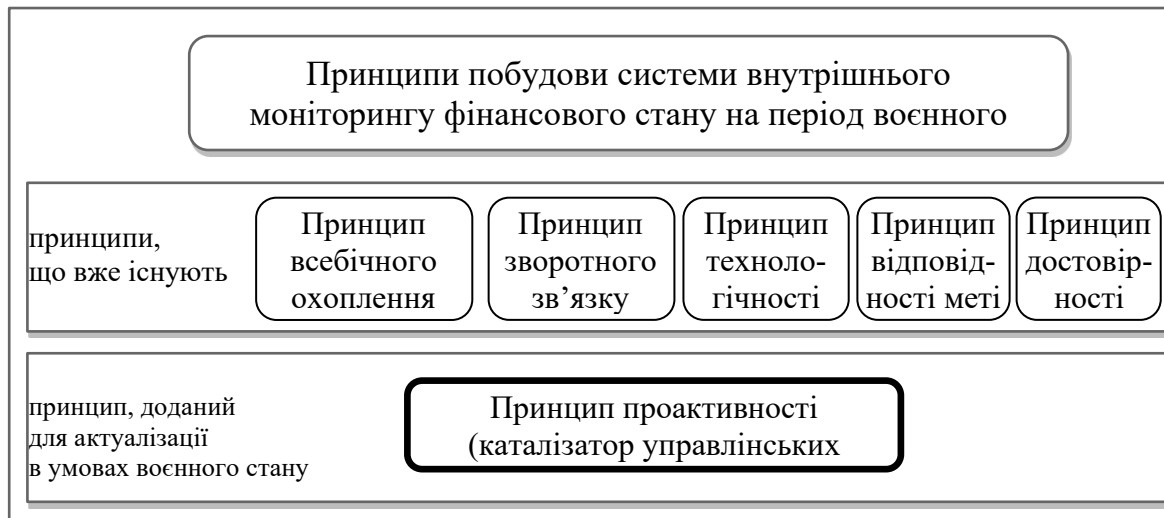 Принципи побудови системи внутрішнього
моніторингу фінансового стану на період воєнного
принципи,
що вже існують
Принцип
всебічного
охоплення
Принцип
зворотного
зв’язку
Принцип
техноло-
гічності
Принцип
відповід-
ності меті
Принцип
достовір-
ності
принцип, доданий
для актуалізації
в умовах воєнного стану
Принцип проактивності
(каталізатор управлінських